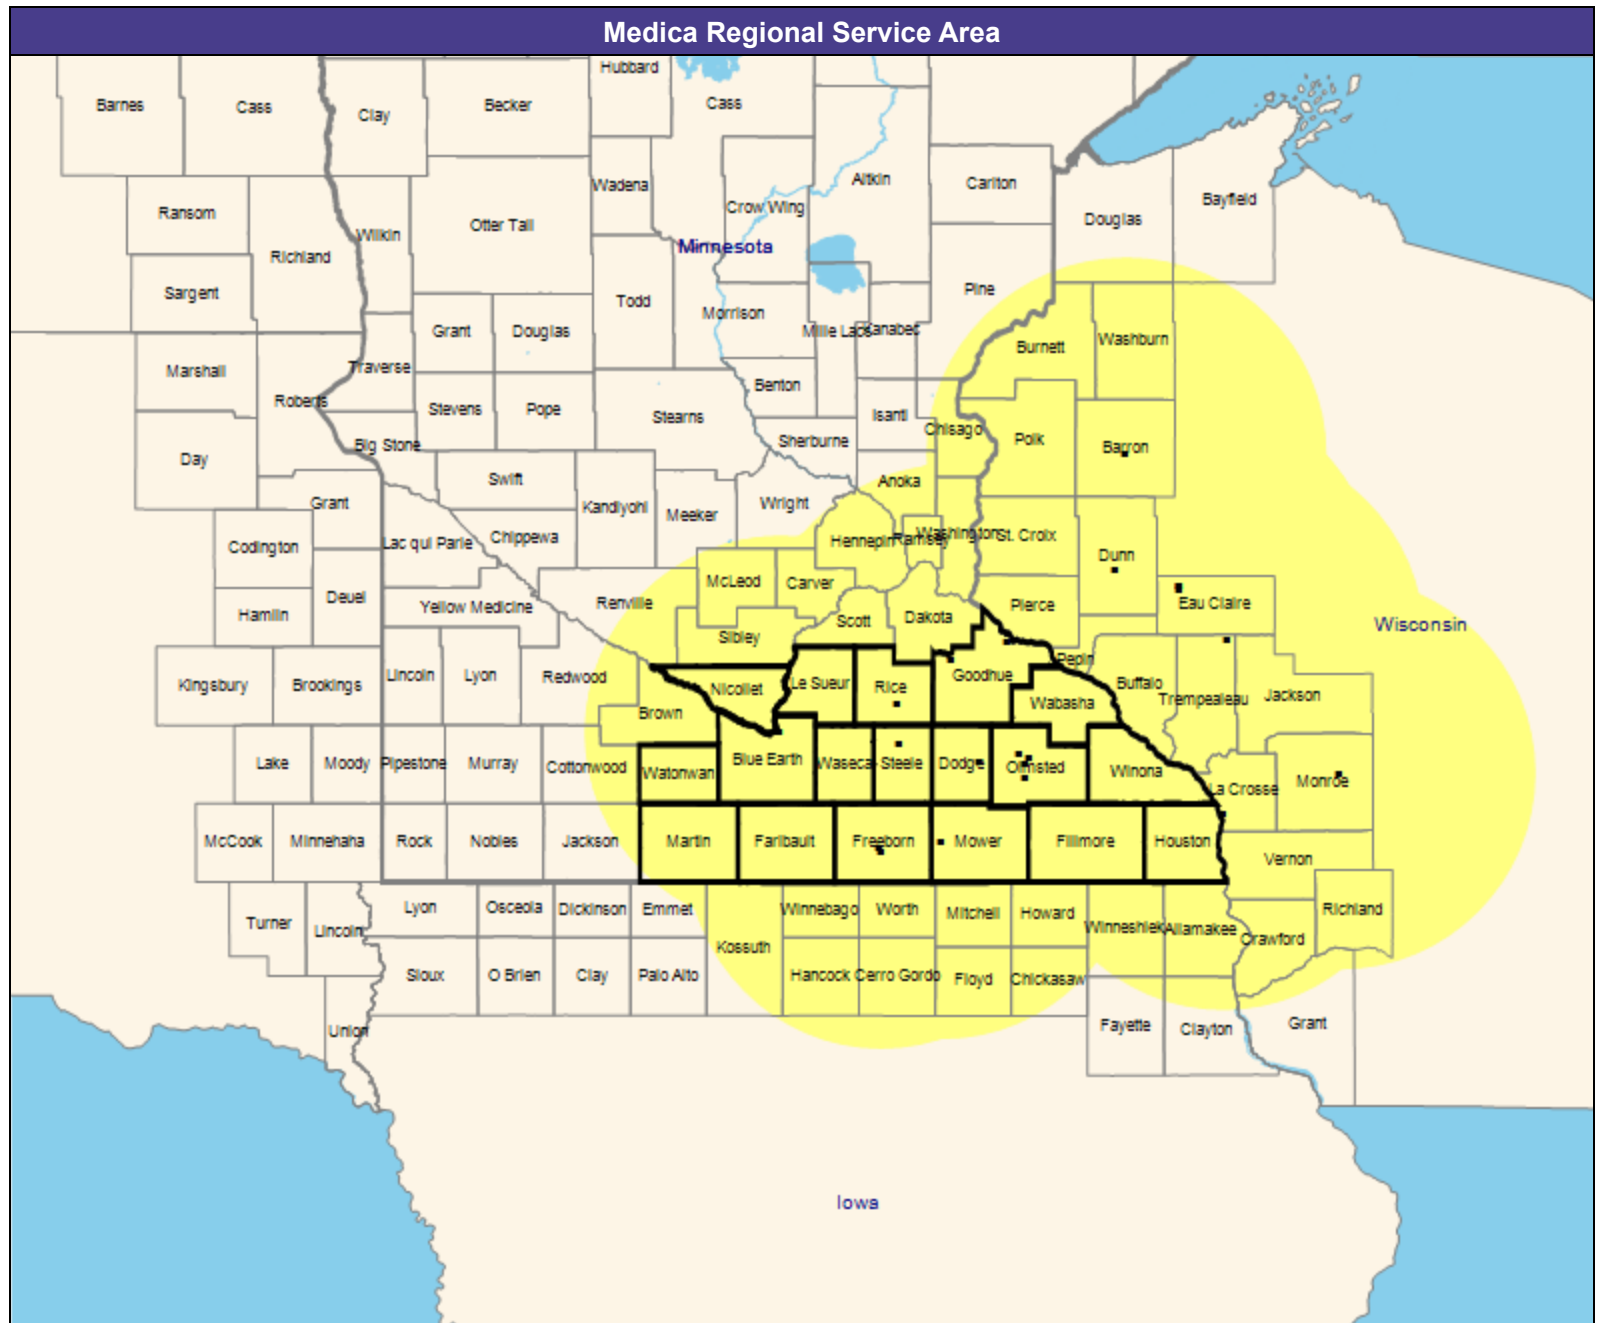 Medica Regional Service Area
Hubbard
Barnes
Cass
Clay
Becker
Cass
Wadena
Aitkin
Carlton
Ransom
Otter Tail
Crow Wing
Douglas
Bayfield
Richland
Wilkin
Minnesota
Sargent
Todd
Morrison
Pine
Grant
Douglas
Mille Lacs
Kanabec
Burnett
Washburn
Marshall
Traverse
Roberts
Stevens
Pope
Stearns
Benton
Isanti
Chisago
Polk
Barron
Day
Big Stone
Sherburne
Swift
Anoka
Grant
Kandiyohi
Meeker
Wright
Codington
Lac qui Parle
Chippewa
Hennepin
Ramsey
Washington
St. Croix
Dunn
Deuel
McLeod
Carver
Hamlin
Yellow Medicine
Renville
Scott
Dakota
Pierce
Eau Claire
Wisconsin
Sibley
Pepin
Kingsbury
Brookings
Lincoln
Lyon
Redwood
Nicollet
Le Sueur
Rice
Goodhue
Wabasha
Buffalo
Trempealeau
Jackson
Brown
Lake
Moody
Pipestone
Murray
Cottonwood
Watonwan
Blue Earth
Waseca
Steele
Dodge
Olmsted
Winona
La Crosse
Monroe
McCook
Minnehaha
Rock
Nobles
Jackson
Martin
Faribault
Freeborn
Mower
Fillmore
Houston
Vernon
Turner
Lincoln
Lyon
Osceola
Dickinson
Emmet
Kossuth
Winnebago
Worth
Mitchell
Howard
Winneshiek
Allamakee
Crawford
Richland
Sioux
O Brien
Clay
Palo Alto
Hancock
Cerro Gordo
Floyd
Chickasaw
Union
Fayette
Clayton
Grant
Iowa